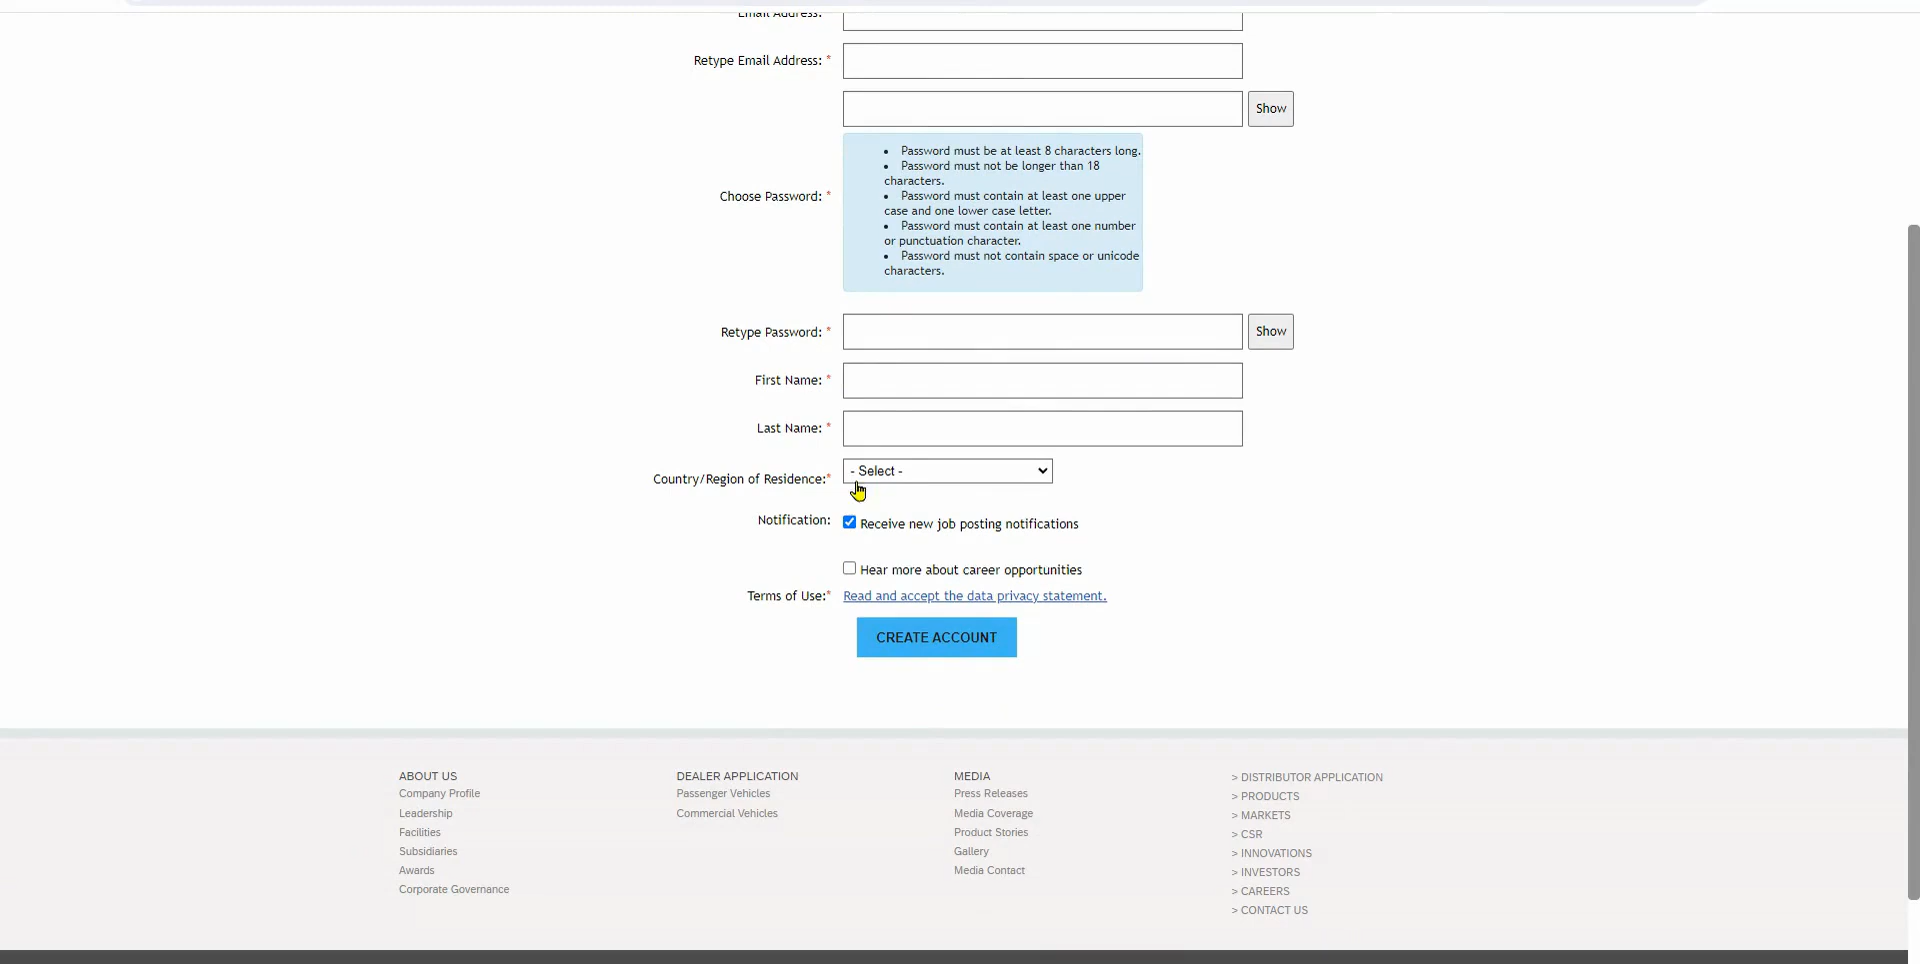 Email Address:
Retype Email Address: *
Show
Choose Password: *
• Password must be at least 8 characters long.
• Password must not be longer than 18
characters.
• Password must contain at least one upper
case and one lower case letter.
• Password must contain at least one number
or punctuation character.
• Password must not contain space or unicode
characters.
Retype Password: *
Show
First Name: *
Last Name: *
Country/Region of Residence:*
- Select -
Notification:
Receive new job posting notifications
Hear more about career opportunities
Terms of Use:*
Read and accept the data privacy statement.
CREATE ACCOUNT
ABOUT US
Company Profile
Leadership
Facilities
Subsidiaries
Awards
Corporate Governance
DEALER APPLICATION
Passenger Vehicles
Commercial Vehicles
MEDIA
Press Releases
Media Coverage
Product Stories
Gallery
Media Contact
> DISTRIBUTOR APPLICATION
> PRODUCTS
> MARKETS
> CSR
> INNOVATIONS
> INVESTORS
> CAREERS
> CONTACT US